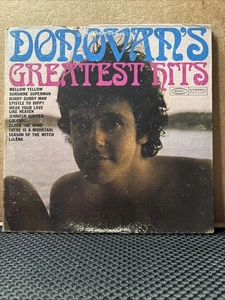 DONOVAN'S
GREATEST HITS
MELLOW YELLOW
SUNSHINE SUPERMAN
HURDY GURDY MAN
EPISTLE TO DIPPY
WEAR YOUR LOVE
LIKE HEAVEN
JENNIFER JUNIPER
COLOURS
CATCH THE WIND
THERE IS A MOUNTAIN
SEASON OF THE WITCH
LALENA